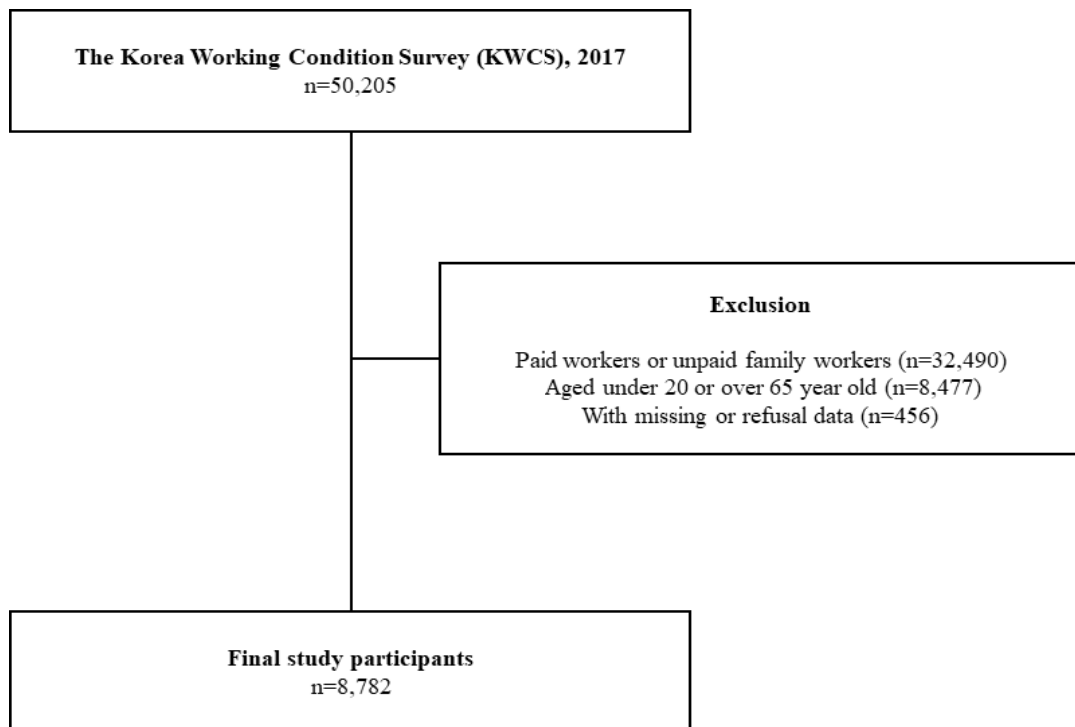 The Korea Working Condition Survey (KWCS), 2017
n=50,205
Exclusion
Paid workers or unpaid family workers (n=32,490)
Aged under 20 or over 65 year old (n=8,477)
With missing or refusal data (n=456)
Final study participants
n=8,782